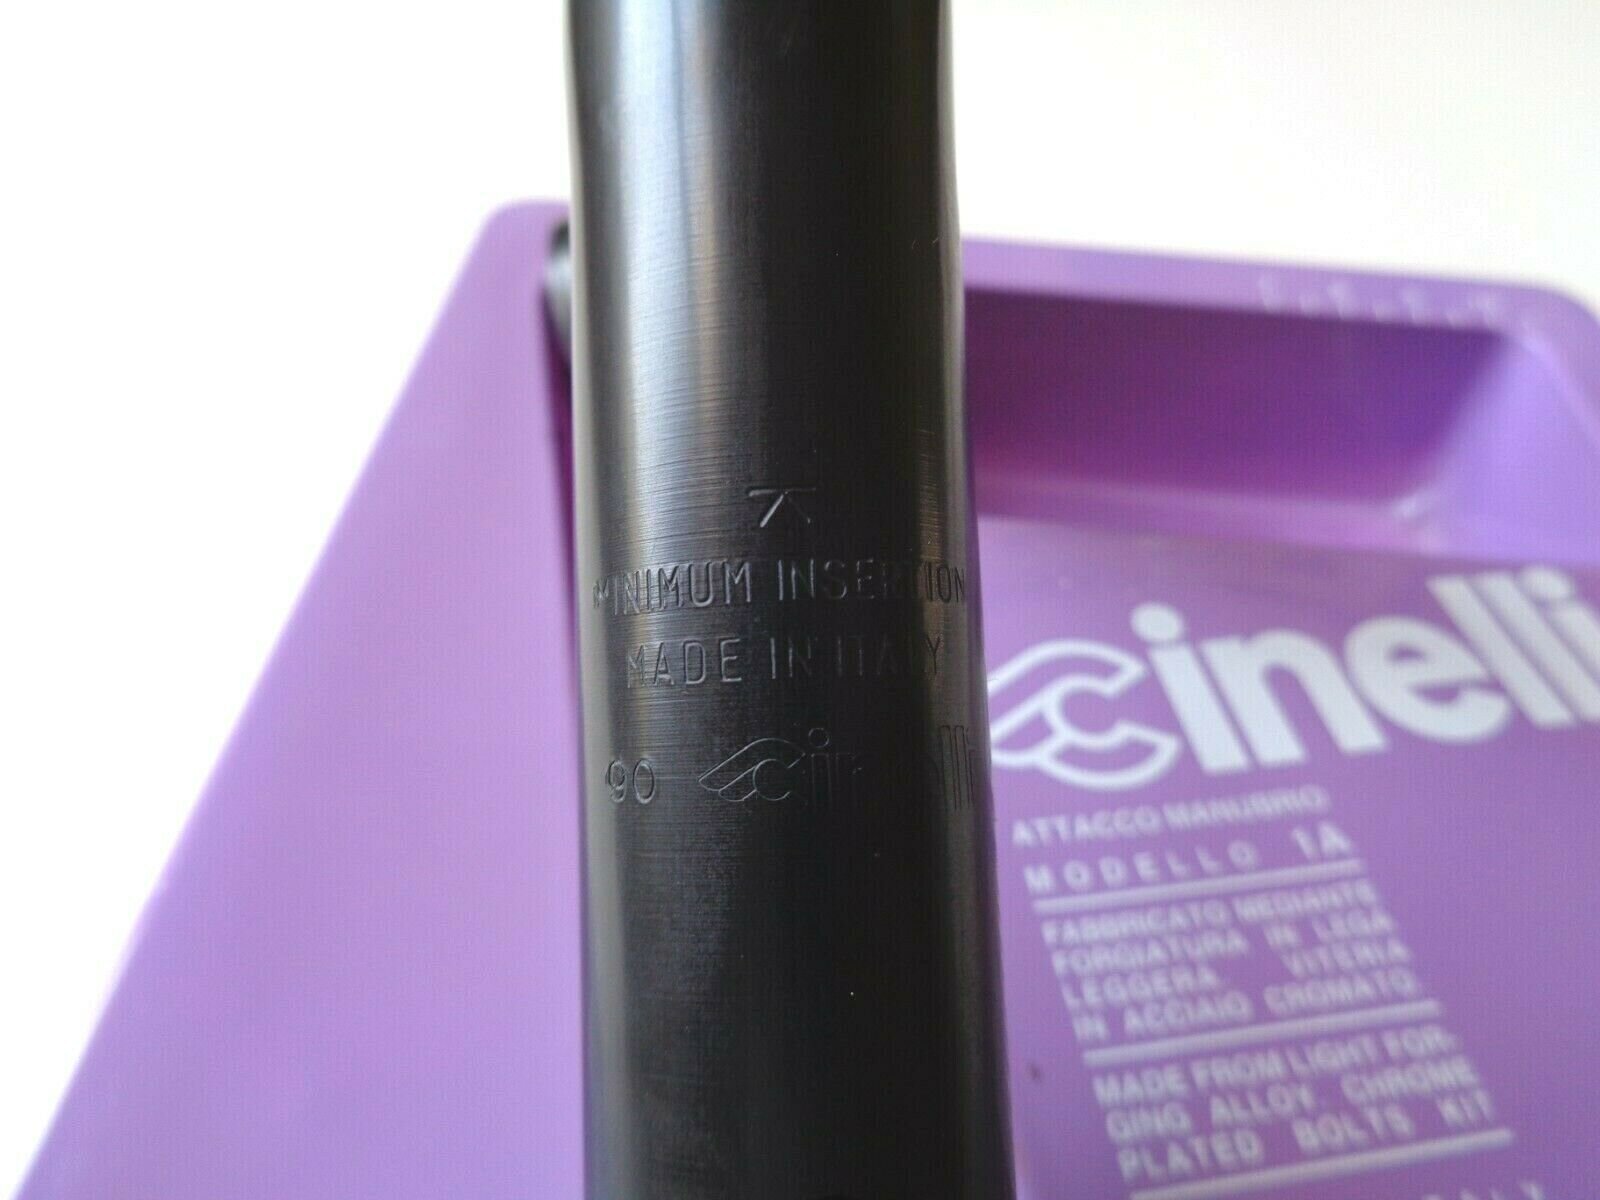 MINIMUM INSERTION
MADE IN ITALY
90 Cinelli
Cinelli
ATTACCO MANUBRIO
MODELLO 1A
FABBRICATO MEDIANTE
FORGIATURA IN LEGA
LEGGERA. VITERIA
IN ACCIAIO CROMATO.
MADE FROM LIGHT FOR-
GING ALLOY. CHROME
PLATED BOLTS KIT